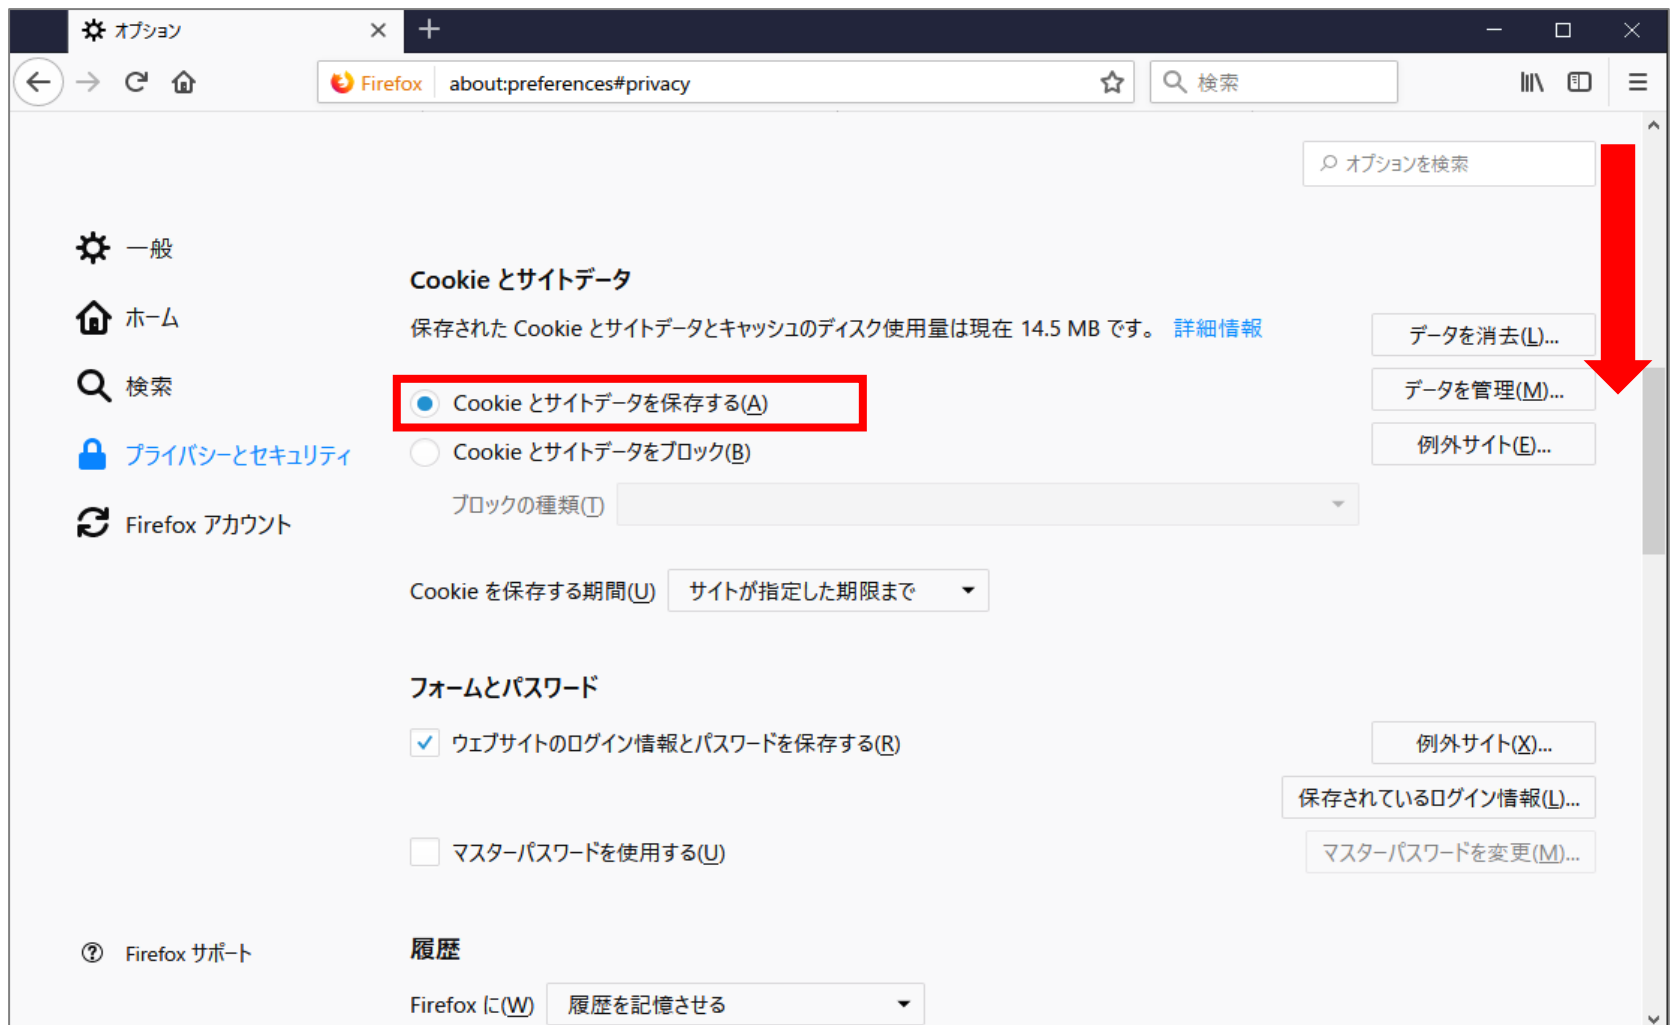 オプション
Firefox about:preferences#privacy 検索
オプションを検索
一般
ホーム
検索
プライバシーとセキュリティ
Firefox アカウント
Firefox サポート
Cookie とサイトデータ
保存された Cookie とサイトデータとキャッシュのディスク使用量は現在 14.5 MB です。 詳細情報
データを消去(L)...
Cookie とサイトデータを保存する(A)
データを管理(M)...
Cookie とサイトデータをブロック(B)
例外サイト(E)...
ブロックの種類(T)
Cookie を保存する期間(U) サイトが指定した期限まで
フォームとパスワード
ウェブサイトのログイン情報とパスワードを保存する(R)
例外サイト(X)...
保存されているログイン情報(L)...
マスターパスワードを使用する(U)
マスターパスワードを変更(M)...
履歴
Firefox に(W) 履歴を記憶させる